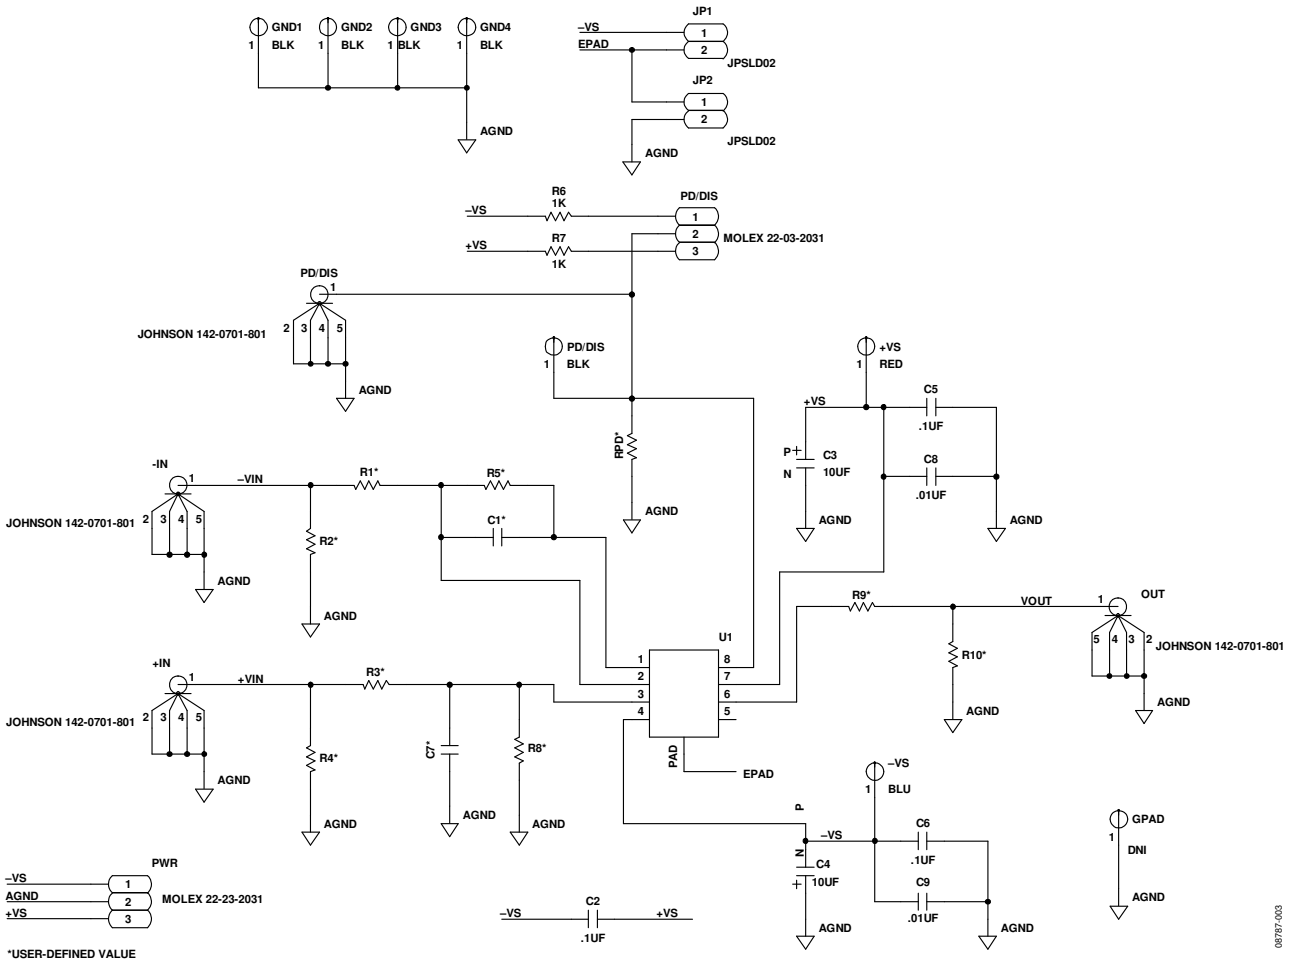 GND1 GND2 GND3 GND4
1 BLK 1 BLK 1 BLK 1 BLK
AGND
JP1
–VS 1
EPAD 2
JPSLD02
JP2
1
2
JPSLD02
AGND
R6
1K
PD/DIS
–VS 1
2 MOLEX 22-03-2031
+VS R7 3
1K
PD/DIS
1
JOHNSON 142-0701-801 2 3 4 5
AGND
PD/DIS
1 BLK
RPD*
AGND
+VS
1 RED
+VS
C5
.1UF
P + C3
N 10UF
C8
.01UF
AGND AGND
-IN
1 –VIN R1* R5*
JOHNSON 142-0701-801 2 3 4 5
C1*
R2*
AGND
AGND
R9* VOUT 1 OUT
5 4 3 2
R10* JOHNSON 142-0701-801
AGND AGND
U1
1 8
2 7
3 6
4 5
PAD
EPAD
+IN
1 +VIN R3*
JOHNSON 142-0701-801 2 3 4 5
R4* C7* R8*
AGND
AGND AGND AGND
–VS
1 BLU
P
–VS
N C4
+ 10UF
C6
.1UF
C9
.01UF
AGND AGND
GPAD
1
DNI
AGND
PWR
–VS 1
AGND 2 MOLEX 22-23-2031
+VS 3
–VS C2 +VS
.1UF
*USER-DEFINED VALUE
08787-003